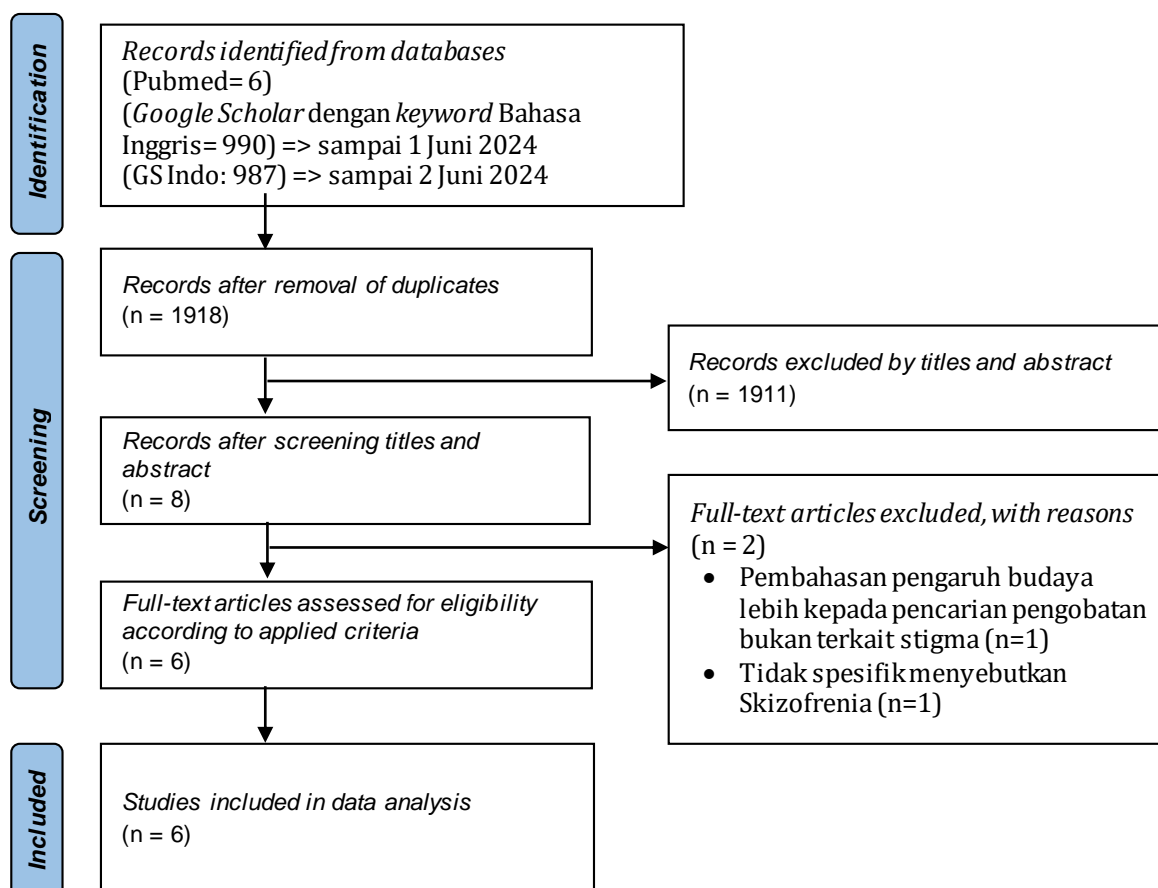 Identification
Records identified from databases
(Pubmed= 6)
(Google Scholar dengan keyword Bahasa
Inggris= 990) => sampai 1 Juni 2024
(GS Indo: 987) => sampai 2 Juni 2024
Screening
Records after removal of duplicates
(n = 1918)
Records excluded by titles and abstract
(n = 1911)
Records after screening titles and
abstract
(n = 8)
Full-text articles excluded, with reasons
(n = 2)
• Pembahasan pengaruh budaya
lebih kepada pencarian pengobatan
bukan terkait stigma (n=1)
• Tidak spesifik menyebutkan
Skizofrenia (n=1)
Full-text articles assessed for eligibility
according to applied criteria
(n = 6)
Included
Studies included in data analysis
(n = 6)